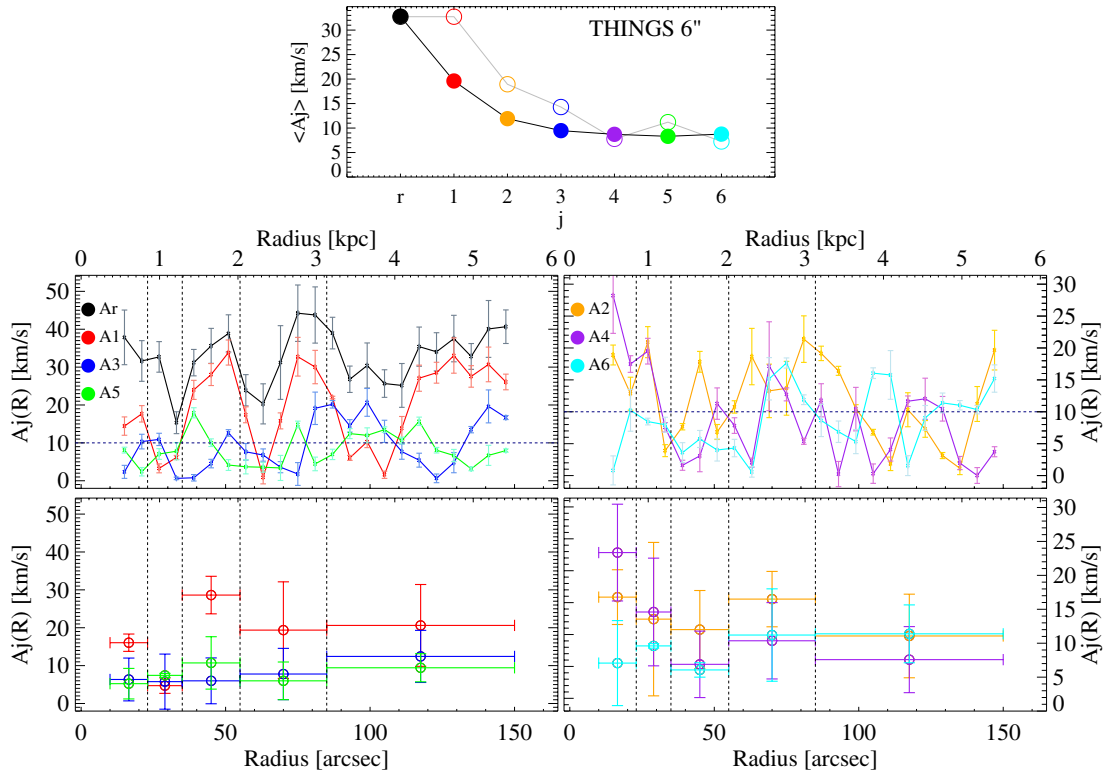 THINGS 6"
<Aj> [km/s]
30
25
20
15
10
5
0
r 1 2 3 4 5 6
j
Radius [kpc] Radius [kpc]
0 1 2 3 4 5 6 0 1 2 3 4 5 6
Aj(R) [km/s]
50
40
30
20
10
0
Ar
A1
A3
A5
A2
A4
A6
30
25
20
15
10
5
0
Aj(R) [km/s]
Aj(R) [km/s]
50
40
30
20
10
0
30
25
20
15
10
5
0
Aj(R) [km/s]
0 50 100 150 0 50 100 150
Radius [arcsec] Radius [arcsec]